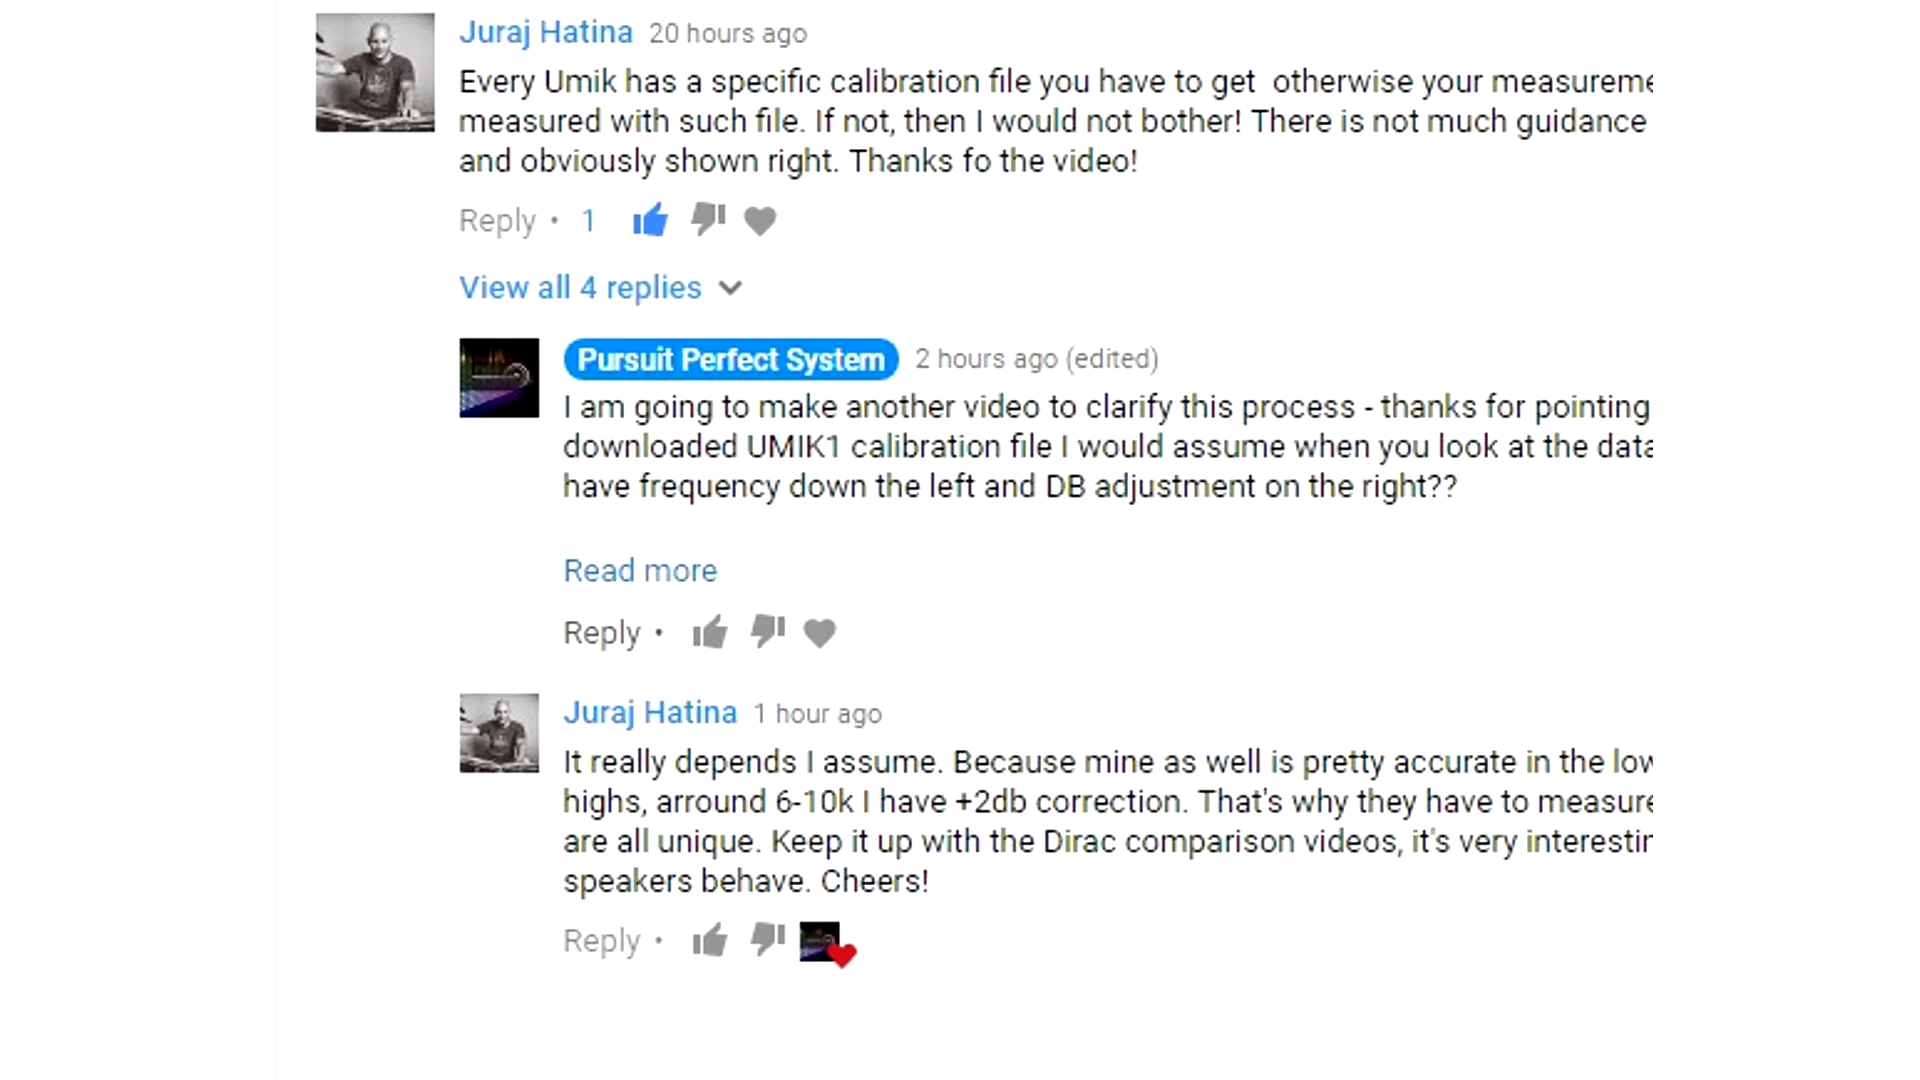 Juraj Hatina 20 hours ago
Every Umik has a specific calibration file you have to get otherwise your
measured with such file. If not, then I would not bother! There is not much guidance
and obviously shown right. Thanks fo the video!
Reply • 1
View all 4 replies
Pursuit Perfect System 2 hours ago (edited)
I am going to make another video to clarify this process - thanks for pointing
downloaded UMIK1 calibration file I would assume when you look at the data
have frequency down the left and DB adjustment on the right??
Read more
Reply •
Juraj Hatina 1 hour ago
It really depends I assume. Because mine as well is pretty accurate in the
highs, arround 6-10k I have +2db correction. That's why they have to measure
are all unique. Keep it up with the Dirac comparison videos, it's very
speakers behave. Cheers!
Reply •